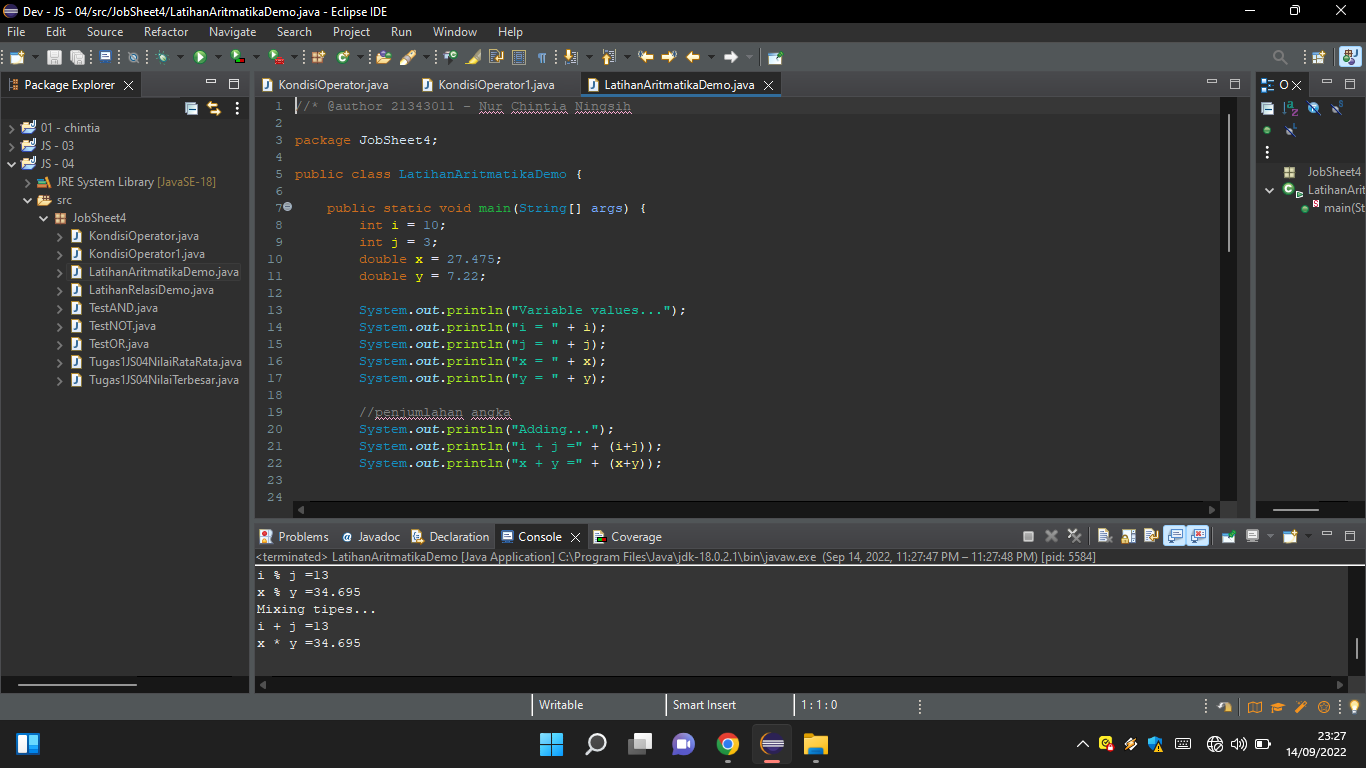 Dev - JS - 04/src/JobSheet4/LatihanAritmatikaDemo.java - Eclipse IDE
File Edit Source Refactor Navigate Search Project Run Window Help
Package Explorer
KondisiOperator.java KondisiOperator1.java LatihanAritmatikaDemo.java
O
01 - chintia
JS - 03
JS - 04
JRE System Library [JavaSE-18]
src
JobSheet4
KondisiOperator.java
KondisiOperator1.java
LatihanAritmatikaDemo.java
LatihanRelasiDemo.java
TestAND.java
TestNOT.java
TestOR.java
Tugas1JS04NilaiRataRata.java
Tugas1JS04NilaiTerbesar.java
1 //* @author 21343011 - Nur Chintia Ningsih
2
3 package JobSheet4;
4
5 public class LatihanAritmatikaDemo {
6
7 public static void main(String[] args) {
8 int i = 10;
9 int j = 3;
10 double x = 27.475;
11 double y = 7.22;
12
13 System.out.println("Variable values...");
14 System.out.println("i = " + i);
15 System.out.println("j = " + j);
16 System.out.println("x = " + x);
17 System.out.println("y = " + y);
18
19 //penjumlahan angka
20 System.out.println("Adding...");
21 System.out.println("i + j =" + (i+j));
22 System.out.println("x + y =" + (x+y));
23
24
JobSheet4
LatihanArit
main(St
Problems Javadoc Declaration Console Coverage
<terminated> LatihanAritmatikaDemo [Java Application] C:\Program Files\Java\jdk-18.0.2.1\bin\javaw.exe (Sep 14, 2022, 11:27:47 PM – 11:27:48 PM) [pid: 5584]
i % j =13
x % y =34.695
Mixing tipes...
i + j =13
x * y =34.695
Writable Smart Insert 1 : 1 : 0
23:27
14/09/2022